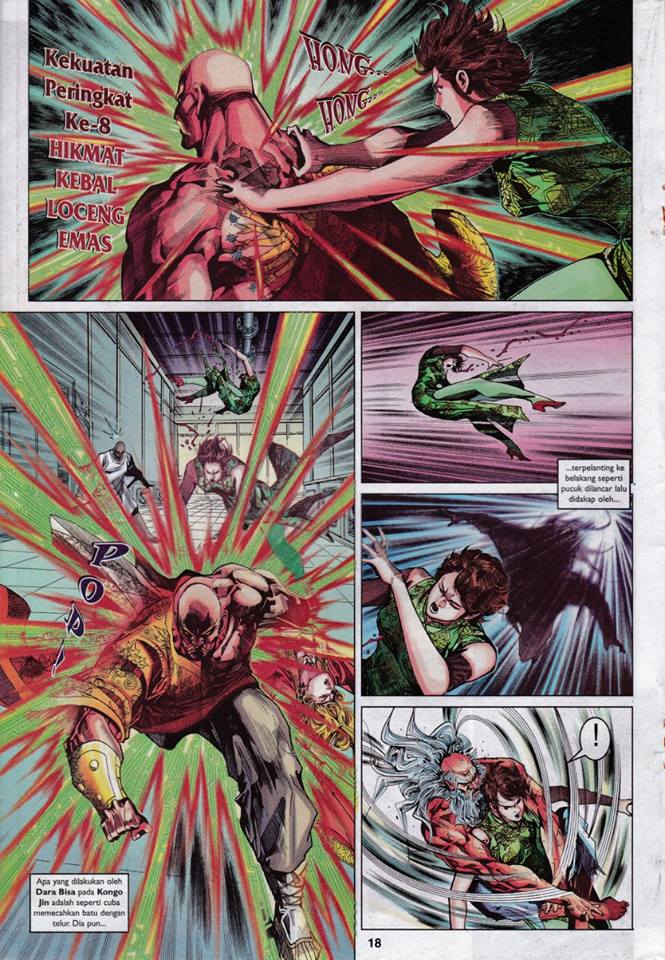 Kekuatan
Peringkat
Ke-8
HIKMAT
KEBAL
LOCENG
EMAS
HONG...
HONG...
...terpelanting ke
belakang seperti
pucuk dilancar lalu
didakap oleh...
POP!
!
Apa yang dilakukan oleh
Dara Bisa pada Kongo
Jin adalah seperti cuba
memecahkan batu dengan
telur. Dia pun...
18